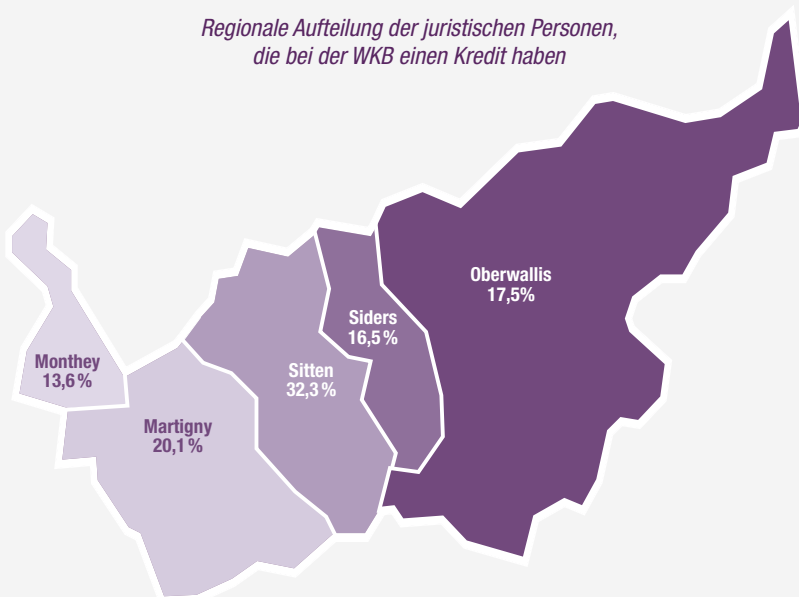 Regionale Aufteilung der juristischen Personen,
die bei der WKB einen Kredit haben
Oberwallis
17,5%
Siders
16,5%
Sitten
32,3%
Monthey
13,6%
Martigny
20,1%